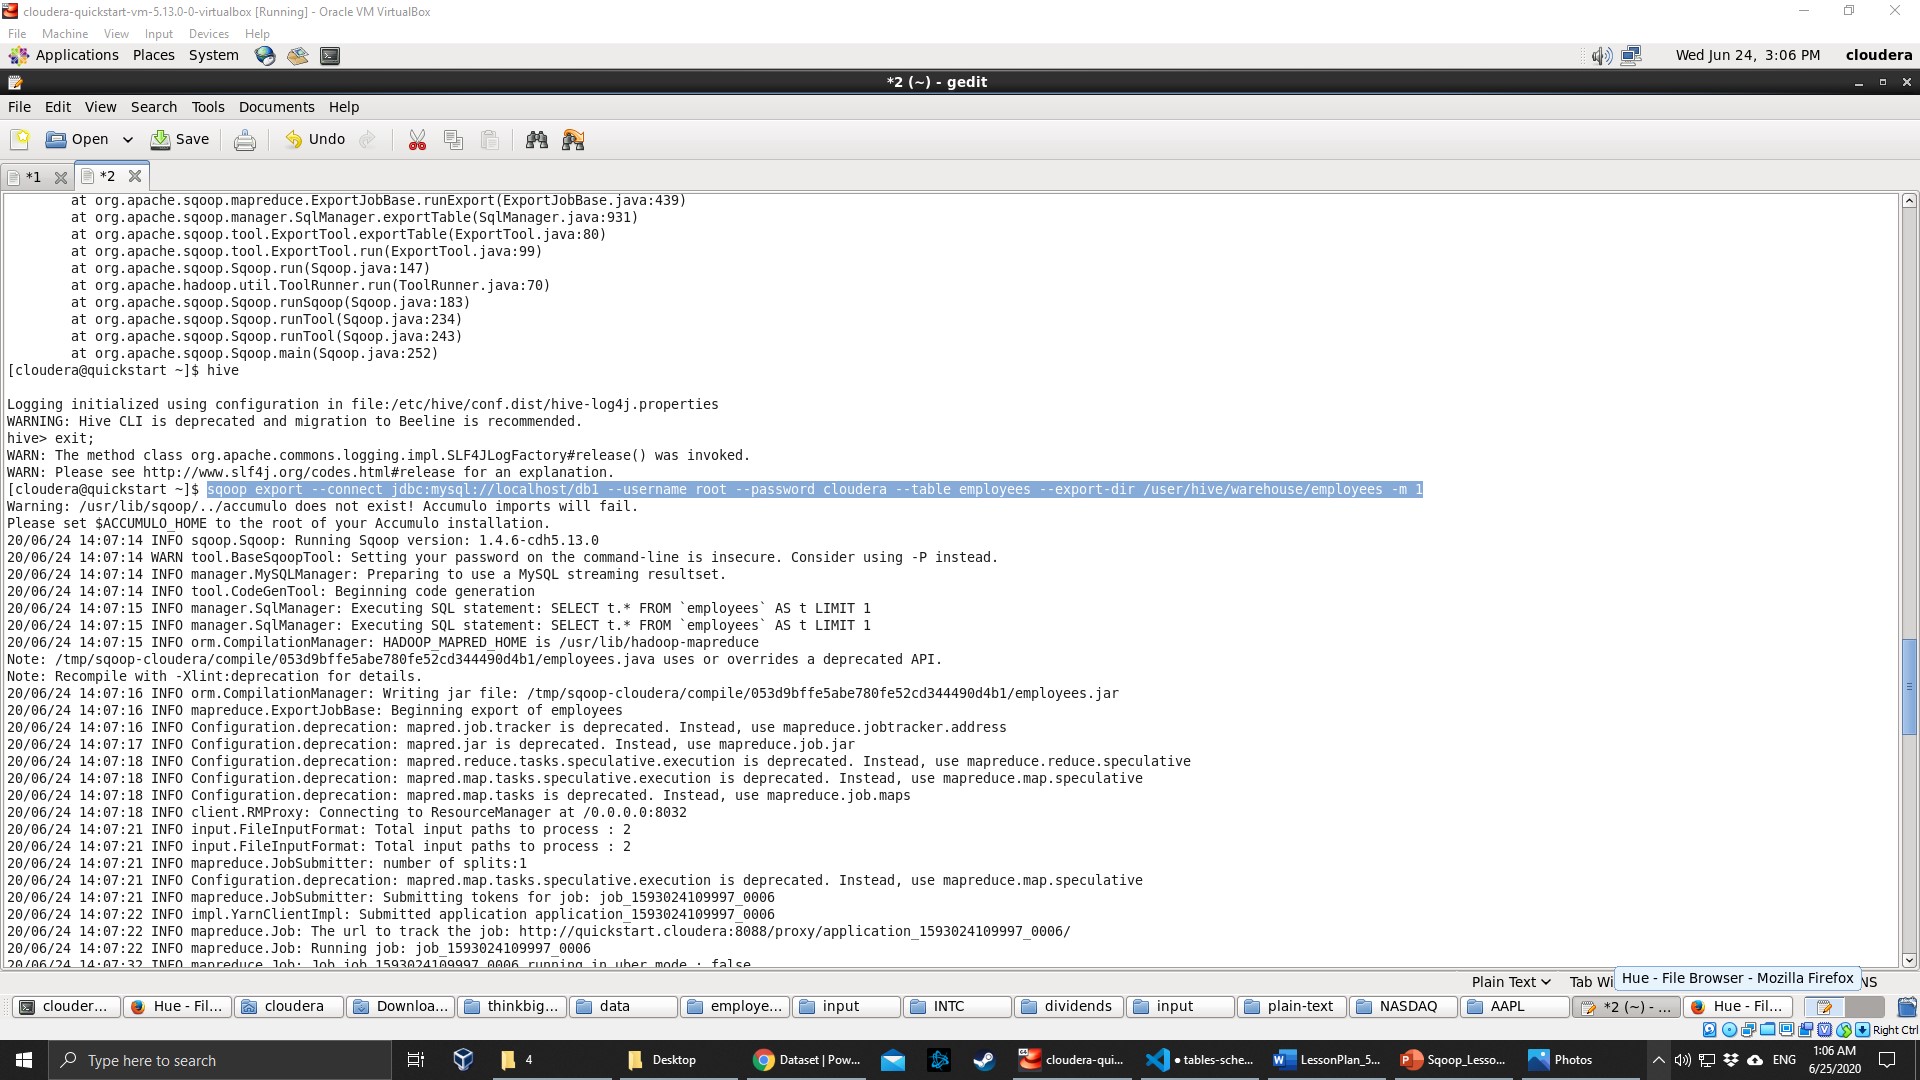 cloudera-quickstart-vm-5.13.0-0-virtualbox [Running] - Oracle VM VirtualBox
File Machine View Input Devices Help
Applications Places System Wed Jun 24, 3:06 PM cloudera
*2 (~) - gedit
File Edit View Search Tools Documents Help
Open Save Undo
*1 *2
at org.apache.sqoop.mapreduce.ExportJobBase.runExport(ExportJobBase.java:439)
at org.apache.sqoop.manager.SqlManager.exportTable(SqlManager.java:931)
at org.apache.sqoop.tool.ExportTool.exportTable(ExportTool.java:80)
at org.apache.sqoop.tool.ExportTool.run(ExportTool.java:99)
at org.apache.sqoop.Sqoop.run(Sqoop.java:147)
at org.apache.hadoop.util.ToolRunner.run(ToolRunner.java:70)
at org.apache.sqoop.Sqoop.runSqoop(Sqoop.java:183)
at org.apache.sqoop.Sqoop.runTool(Sqoop.java:234)
at org.apache.sqoop.Sqoop.runTool(Sqoop.java:243)
at org.apache.sqoop.Sqoop.main(Sqoop.java:252)
[cloudera@quickstart ~]$ hive
Logging initialized using configuration in file:/etc/hive/conf.dist/hive-log4j.properties
WARNING: Hive CLI is deprecated and migration to Beeline is recommended.
hive> exit;
WARN: The method class org.apache.commons.logging.impl.SLF4JLogFactory#release() was invoked.
WARN: Please see http://www.slf4j.org/codes.html#release for an explanation.
[cloudera@quickstart ~]$ sqoop export --connect jdbc:mysql://localhost/db1 --username root --password cloudera --table employees --export-dir /user/hive/warehouse/employees -m 1
Warning: /usr/lib/sqoop/../accumulo does not exist! Accumulo imports will fail.
Please set $ACCUMULO_HOME to the root of your Accumulo installation.
20/06/24 14:07:14 INFO sqoop.Sqoop: Running Sqoop version: 1.4.6-cdh5.13.0
20/06/24 14:07:14 WARN tool.BaseSqoopTool: Setting your password on the command-line is insecure. Consider using -P instead.
20/06/24 14:07:14 INFO manager.MySQLManager: Preparing to use a MySQL streaming resultset.
20/06/24 14:07:14 INFO tool.CodeGenTool: Beginning code generation
20/06/24 14:07:15 INFO manager.SqlManager: Executing SQL statement: SELECT t.* FROM `employees` AS t LIMIT 1
20/06/24 14:07:15 INFO manager.SqlManager: Executing SQL statement: SELECT t.* FROM `employees` AS t LIMIT 1
20/06/24 14:07:15 INFO orm.CompilationManager: HADOOP_MAPRED_HOME is /usr/lib/hadoop-mapreduce
Note: /tmp/sqoop-cloudera/compile/053d9bffe5abe780fe52cd344490d4b1/employees.java uses or overrides a deprecated API.
Note: Recompile with -Xlint:deprecation for details.
20/06/24 14:07:16 INFO orm.CompilationManager: Writing jar file: /tmp/sqoop-cloudera/compile/053d9bffe5abe780fe52cd344490d4b1/employees.jar
20/06/24 14:07:16 INFO mapreduce.ExportJobBase: Beginning export of employees
20/06/24 14:07:16 INFO Configuration.deprecation: mapred.job.tracker is deprecated. Instead, use mapreduce.jobtracker.address
20/06/24 14:07:17 INFO Configuration.deprecation: mapred.jar is deprecated. Instead, use mapreduce.job.jar
20/06/24 14:07:18 INFO Configuration.deprecation: mapred.reduce.tasks.speculative.execution is deprecated. Instead, use mapreduce.reduce.speculative
20/06/24 14:07:18 INFO Configuration.deprecation: mapred.map.tasks.speculative.execution is deprecated. Instead, use mapreduce.map.speculative
20/06/24 14:07:18 INFO Configuration.deprecation: mapred.map.tasks is deprecated. Instead, use mapreduce.job.maps
20/06/24 14:07:18 INFO client.RMProxy: Connecting to ResourceManager at /0.0.0.0:8032
20/06/24 14:07:21 INFO input.FileInputFormat: Total input paths to process : 2
20/06/24 14:07:21 INFO input.FileInputFormat: Total input paths to process : 2
20/06/24 14:07:21 INFO mapreduce.JobSubmitter: number of splits:1
20/06/24 14:07:21 INFO Configuration.deprecation: mapred.map.tasks.speculative.execution is deprecated. Instead, use mapreduce.map.speculative
20/06/24 14:07:21 INFO mapreduce.JobSubmitter: Submitting tokens for job: job_1593024109997_0006
20/06/24 14:07:22 INFO impl.YarnClientImpl: Submitted application application_1593024109997_0006
20/06/24 14:07:22 INFO mapreduce.Job: The url to track the job: http://quickstart.cloudera:8088/proxy/application_1593024109997_0006/
20/06/24 14:07:22 INFO mapreduce.Job: Running job: job_1593024109997_0006
20/06/24 14:07:32 INFO mapreduce.Job: Job job_1593024109997_0006 running in uber mode : false
Plain Text Tab Wi Hue - File Browser - Mozilla Firefox NS
clouder... Hue - Fil... cloudera Downloa... thinkbig... data employe... input INTC dividends input plain-text NASDAQ AAPL *2 (~) - ... Hue - Fil...
Right Ctrl
Type here to search 4 Desktop Dataset | Pow... cloudera-qui... ● tables-sche... LessonPlan_5... Sqoop_Lesso... Photos ENG 1:06 AM
6/25/2020